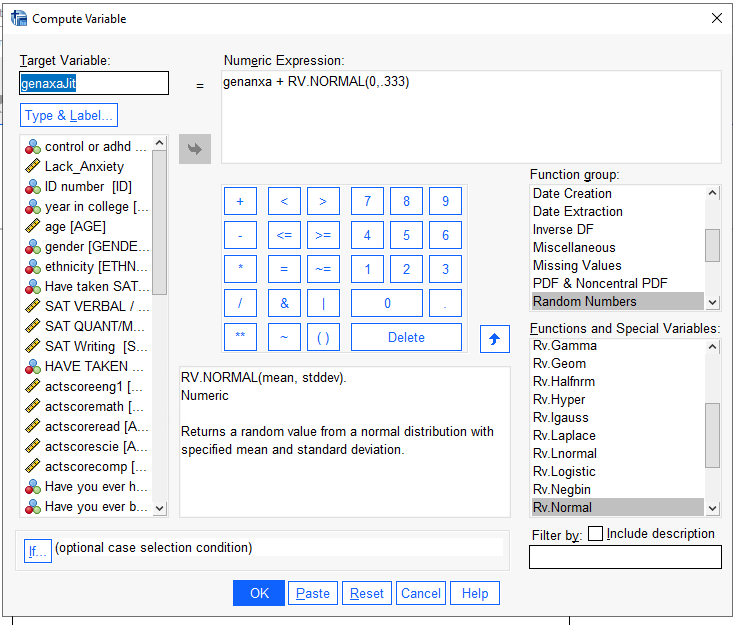 Compute Variable
Target Variable:
genaxaJit
=
Numeric Expression:
genanxa + RV.NORMAL(0,.333)
Type & Label...
control or adhd ...
Lack_Anxiety
ID number [ID]
year in college [...
age [AGE]
gender [GENDE...
ethnicity [ETHN...
Have taken SAT...
SAT VERBAL / ...
SAT QUANT/M...
SAT Writing [S...
HAVE TAKEN ...
actscoreeng1 [...
actscoremath [...
actscoreread [A...
actscorescie [A...
actscorecomp [...
Have you ever h...
Have you ever b...
+ < > 7 8 9
- <= >= 4 5 6
* = ~= 1 2 3
/ & | 0 .
** ~ ( ) Delete
RV.NORMAL(mean, stddev).
Numeric
Returns a random value from a normal distribution with
specified mean and standard deviation.
Function group:
Date Creation
Date Extraction
Inverse DF
Miscellaneous
Missing Values
PDF & Noncentral PDF
Random Numbers
Functions and Special Variables:
Rv.Gamma
Rv.Geom
Rv.Halfnrm
Rv.Hyper
Rv.Igauss
Rv.Laplace
Rv.Lnormal
Rv.Logistic
Rv.Negbin
Rv.Normal
If... (optional case selection condition)
Filter by: Include description
OK Paste Reset Cancel Help